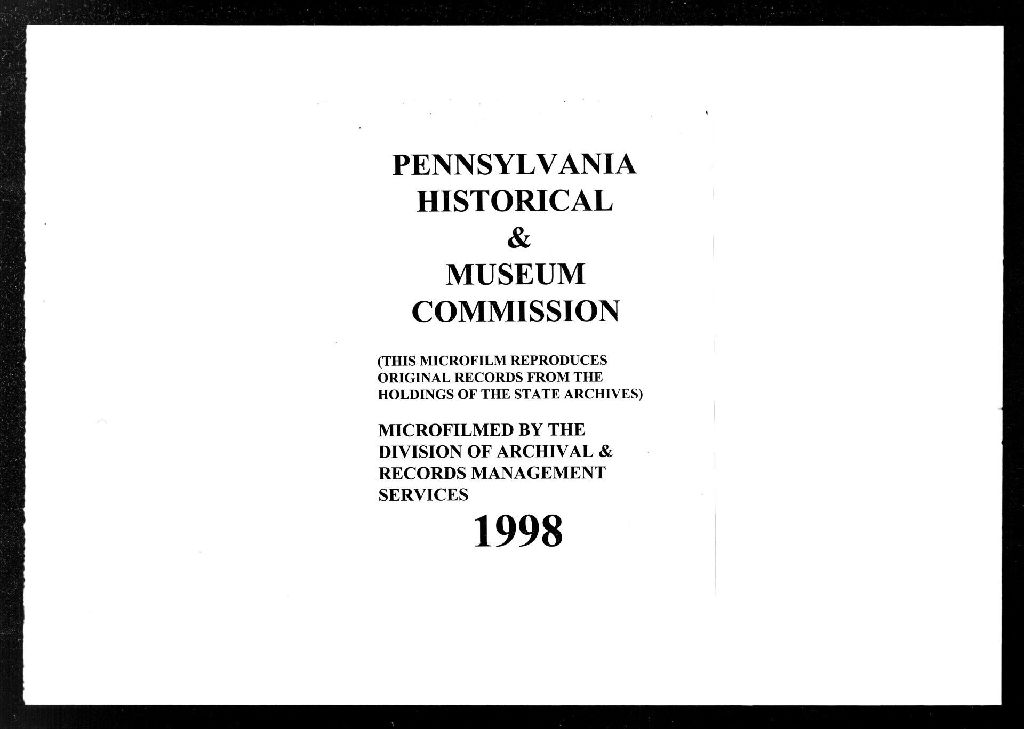 PENNSYLVANIA
HISTORICAL
&
MUSEUM
COMMISSION
(THIS MICROFILM REPRODUCES
ORIGINAL RECORDS FROM THE
HOLDINGS OF THE STATE ARCHIVES)
MICROFILMED BY THE
DIVISION OF ARCHIVAL &
RECORDS MANAGEMENT
SERVICES
1998